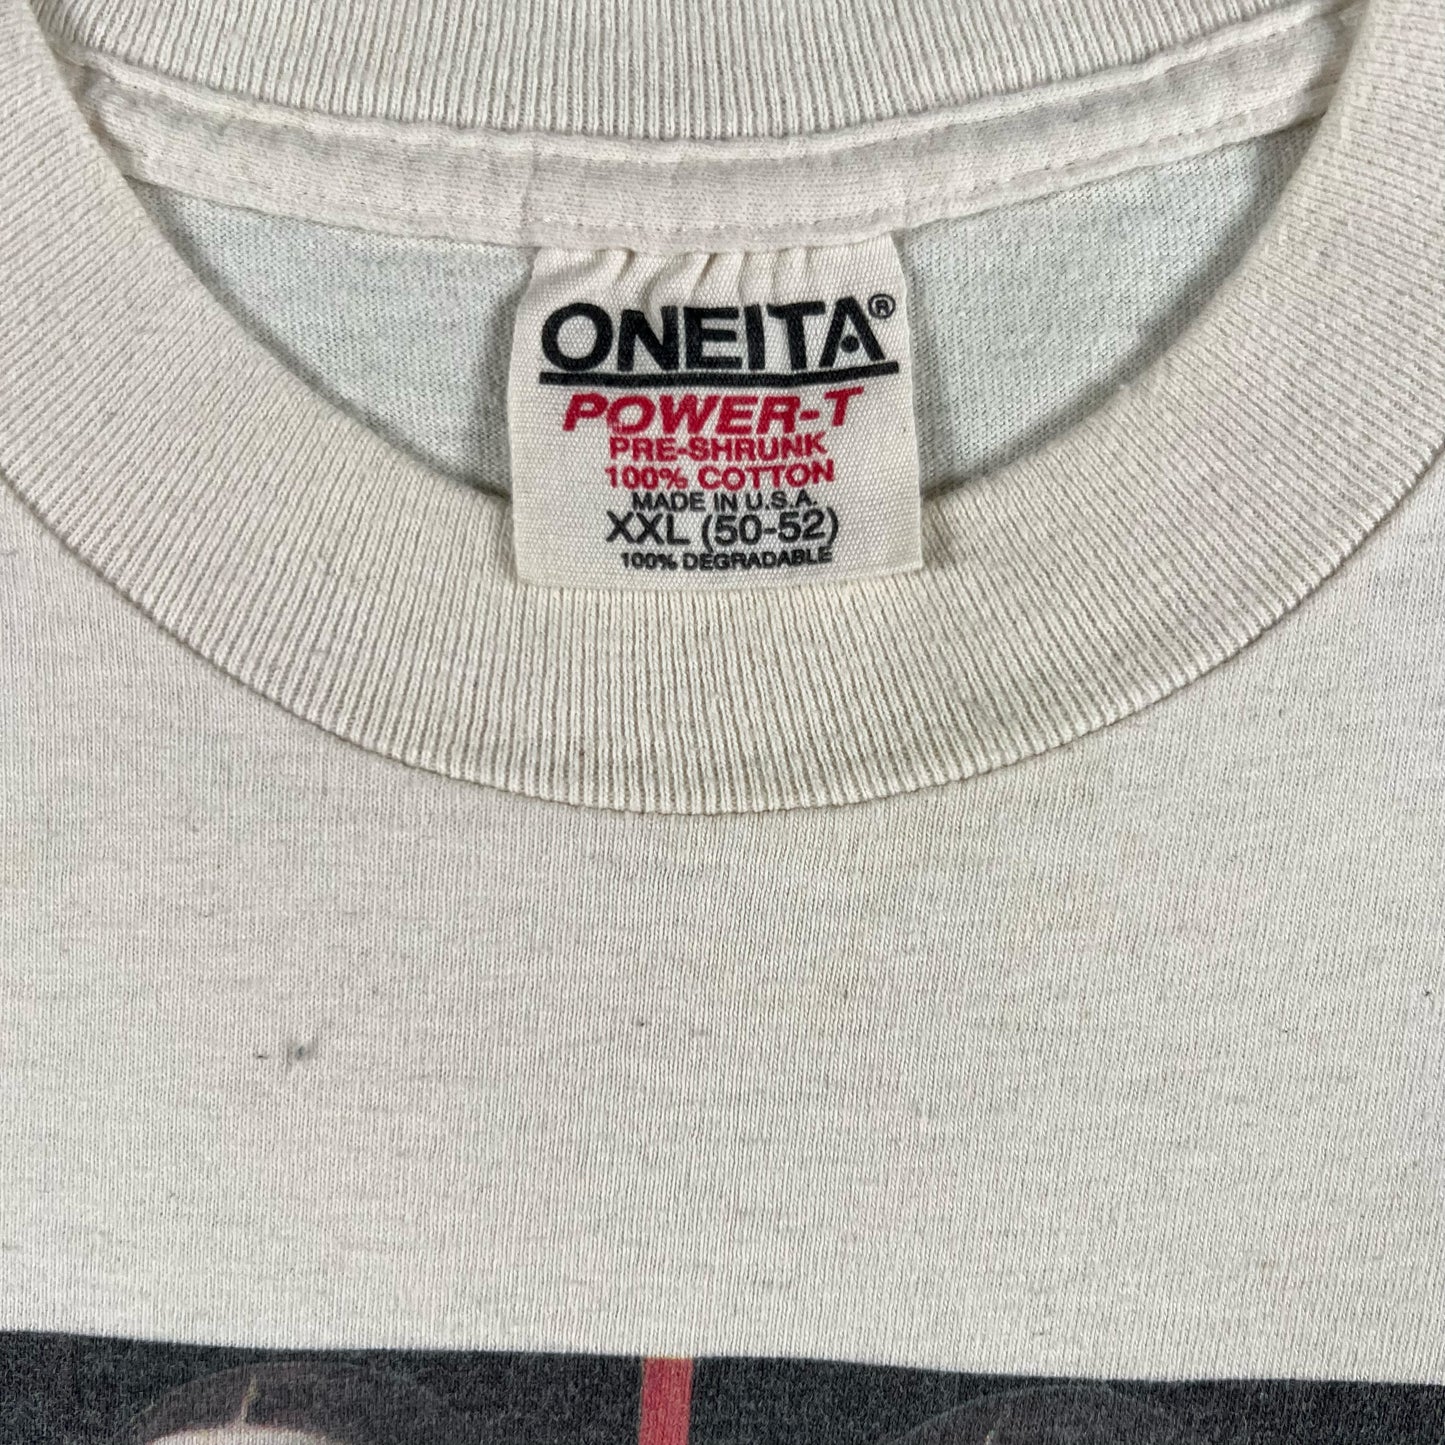 ONEITA®
POWER-T
PRE-SHRUNK
100% COTTON
MADE IN U.S.A.
XXL (50-52)
100% DEGRADABLE